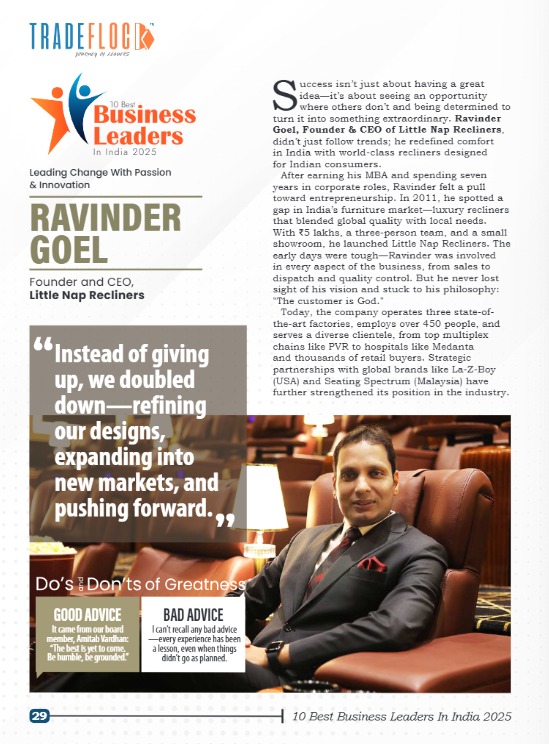 TRADEFLOCK
journey of leaders
10 Best
Business
Leaders
In India 2025
Leading Change With Passion
& Innovation
RAVINDER
GOEL
Founder and CEO,
Little Nap Recliners
Success isn't just about having a great
idea—it's about seeing an opportunity
where others don't and being determined to
turn it into something extraordinary. Ravinder
Goel, Founder & CEO of Little Nap Recliners,
didn't just follow trends; he redefined comfort
in India with world-class recliners designed
for Indian consumers.
After earning his MBA and spending seven
years in corporate roles, Ravinder felt a pull
toward entrepreneurship. In 2011, he spotted a
gap in India's furniture market—luxury recliners
that blended global quality with local needs.
With ₹5 lakhs, a three-person team, and a small
showroom, he launched Little Nap Recliners. The
early days were tough—Ravinder was involved
in every aspect of the business, from sales to
dispatch and quality control. But he never lost
sight of his vision and stuck to his philosophy:
"The customer is God."
Today, the company operates three state-of-
the-art factories, employs over 450 people, and
serves a diverse clientele, from top multiplex
chains like PVR to hospitals like Medanta
and thousands of retail buyers. Strategic
partnerships with global brands like La-Z-Boy
(USA) and Seating Spectrum (Malaysia) have
further strengthened its position in the industry.
“Instead of giving
up, we doubled
down—refining
our designs,
expanding into
new markets, and
pushing forward.„
Do's and Don'ts of Greatness
GOOD ADVICE
It came from our board
member, Amitab Vardhan:
"The best is yet to come.
Be humble, be grounded."
BAD ADVICE
I can't recall any bad advice
—every experience has been
a lesson, even when things
didn't go as planned.
29
10 Best Business Leaders In India 2025